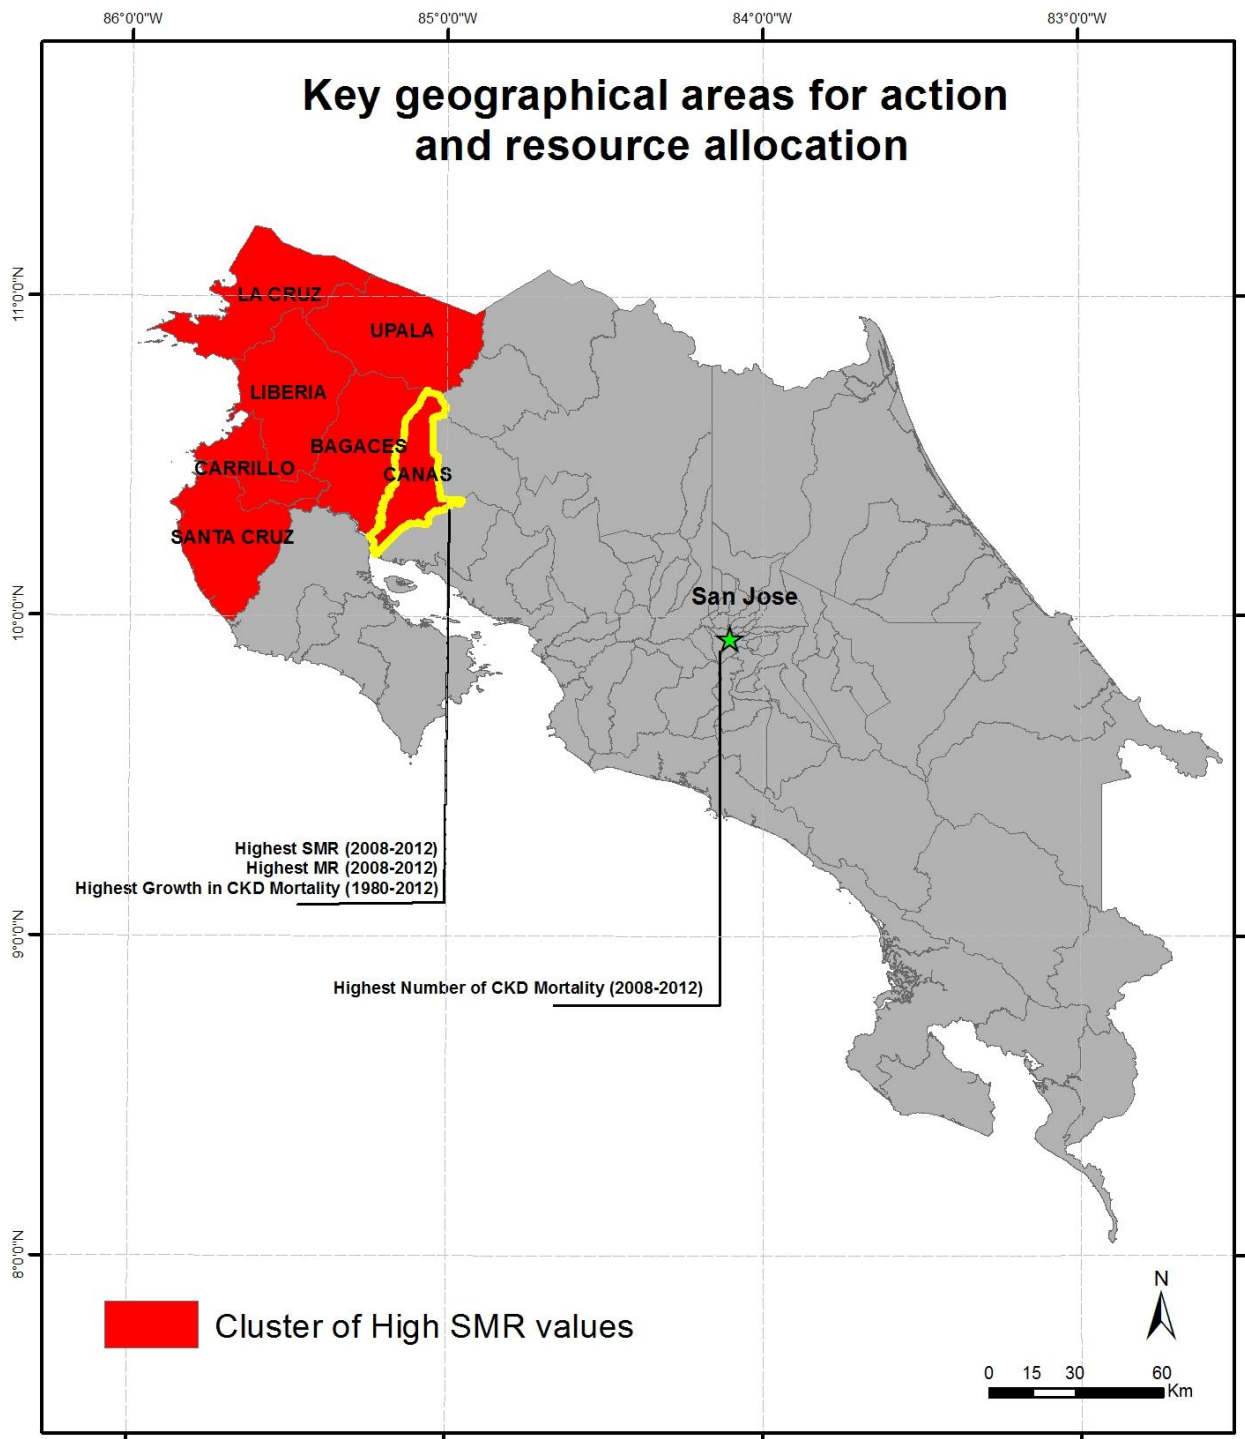 86°0'0"W
85°0'0"W
84°0'0"W
83°0'0"W
Key geographical areas for action
and resource allocation
11°0'0"N
LA CRUZ
UPALA
LIBERIA
BAGACES
CARRILLO
CANAS
SANTA CRUZ
10°0'0"N
San Jose
Highest SMR (2008-2012)
Highest MR (2008-2012)
Highest Growth in CKD Mortality (1980-2012)
9°0'0"N
Highest Number of CKD Mortality (2008-2012)
8°0'0"N
N
Cluster of High SMR values
0 15 30 60
Km